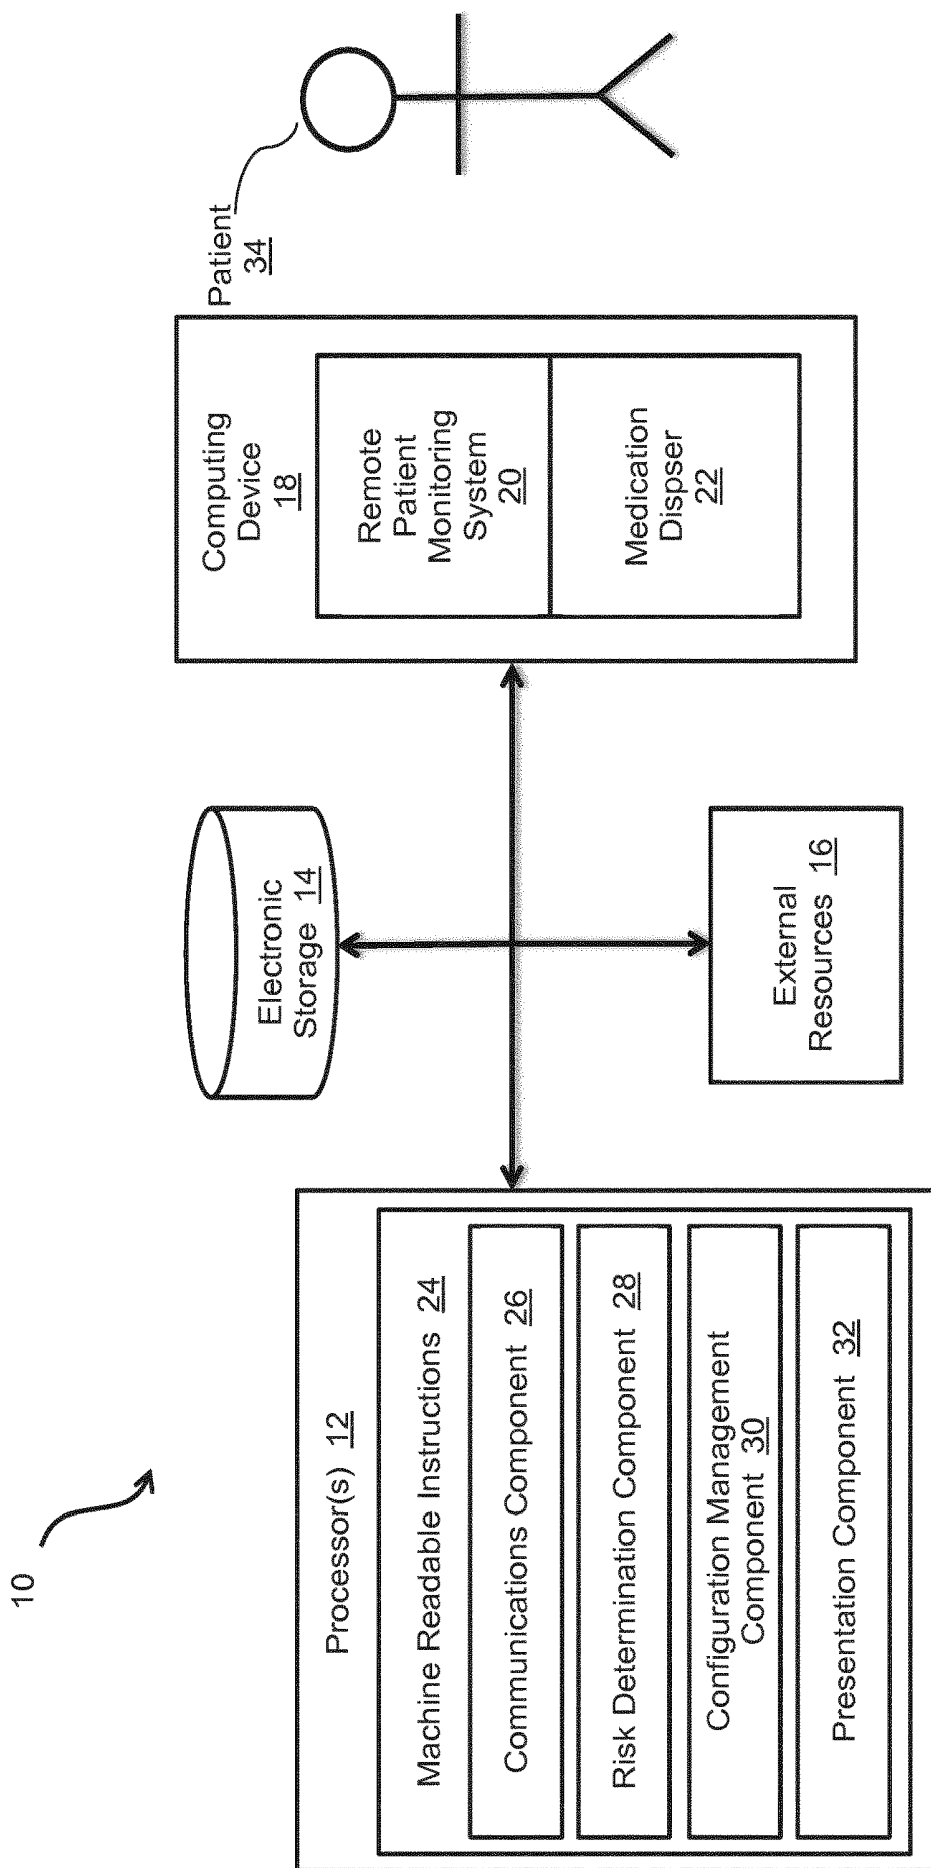 10
Processor(s) 12
Machine Readable Instructions 24
Communications Component 26
Risk Determination Component 28
Configuration Management
Component 30
Presentation Component 32
Electronic
Storage 14
External
Resources 16
Computing
Device
18
Remote
Patient
Monitoring
System
20
Medication
Dispser
22
Patient
34